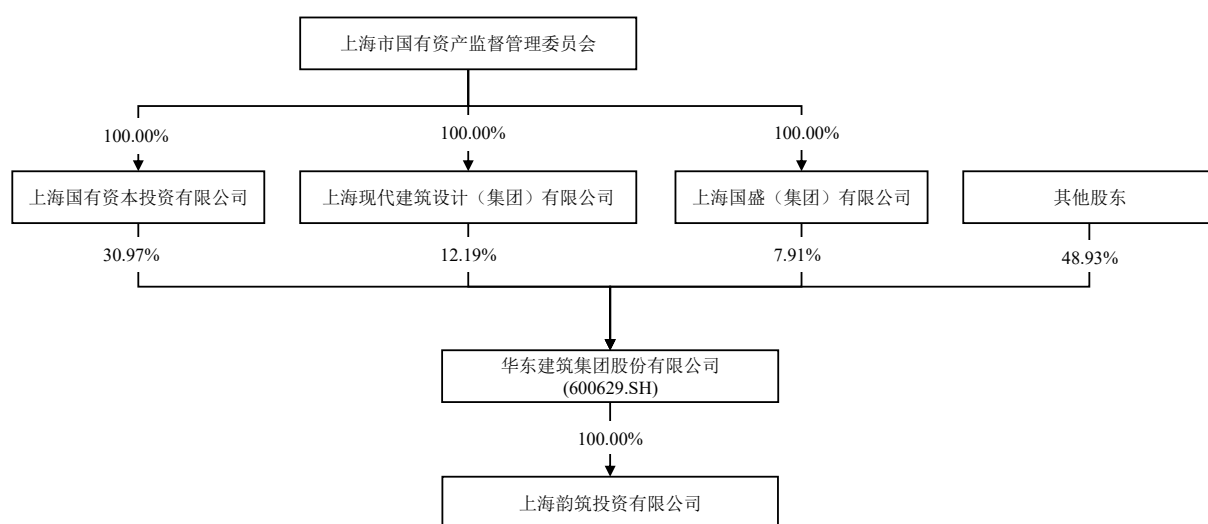 上海市国有资产监督管理委员会
100.00%
100.00%
100.00%
上海国有资本投资有限公司
上海现代建筑设计（集团）有限公司
上海国盛（集团）有限公司
其他股东
30.97%
12.19%
7.91%
48.93%
华东建筑集团股份有限公司
(600629.SH)
100.00%
上海韵筑投资有限公司